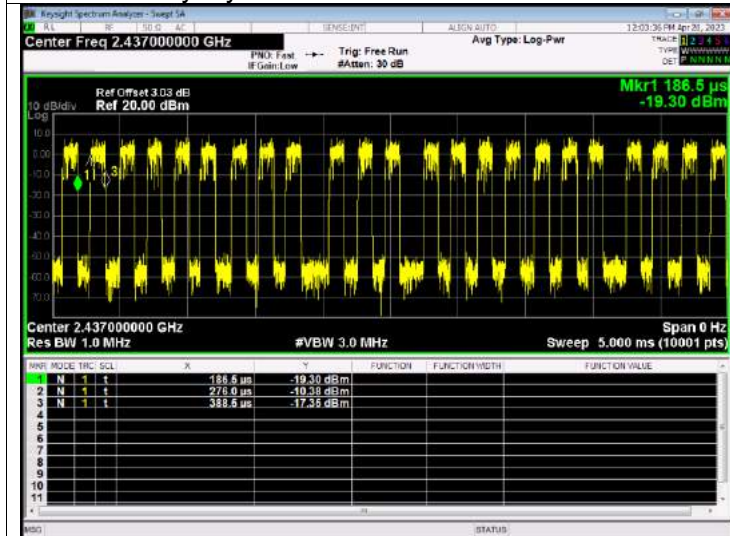 Keysight Spectrum Analyzer - Swept SA
RL RF 50 Ω AC SENSE:INT ALIGN AUTO 12:03:36 PM Apr 28, 2023
Center Freq 2.437000000 GHz Avg Type: Log-Pwr TRACE 1 2 3 4 5 6
PNO: Fast Trig: Free Run TYPE
IFGain:Low #Atten: 30 dB DET P N N N N N
Mkr1 186.5 µs
Ref Offset 3.03 dB
10 dB/div Ref 20.00 dBm -19.30 dBm
Log
10.0
0.00
-10.0
1 3
-20.0
-30.0
-40.0
-60.0
-70.0
Center 2.437000000 GHz Span 0 Hz
Res BW 1.0 MHz #VBW 3.0 MHz Sweep 5.000 ms (10001 pts)
MKR MODE TRC SCL X Y FUNCTION FUNCTION WIDTH FUNCTION VALUE
1 N 1 t 186.5 µs -19.30 dBm
2 N 1 t 276.0 µs -10.38 dBm
3 N 1 t 388.5 µs -17.35 dBm
4
5
6
7
8
9
10
11
MSG STATUS